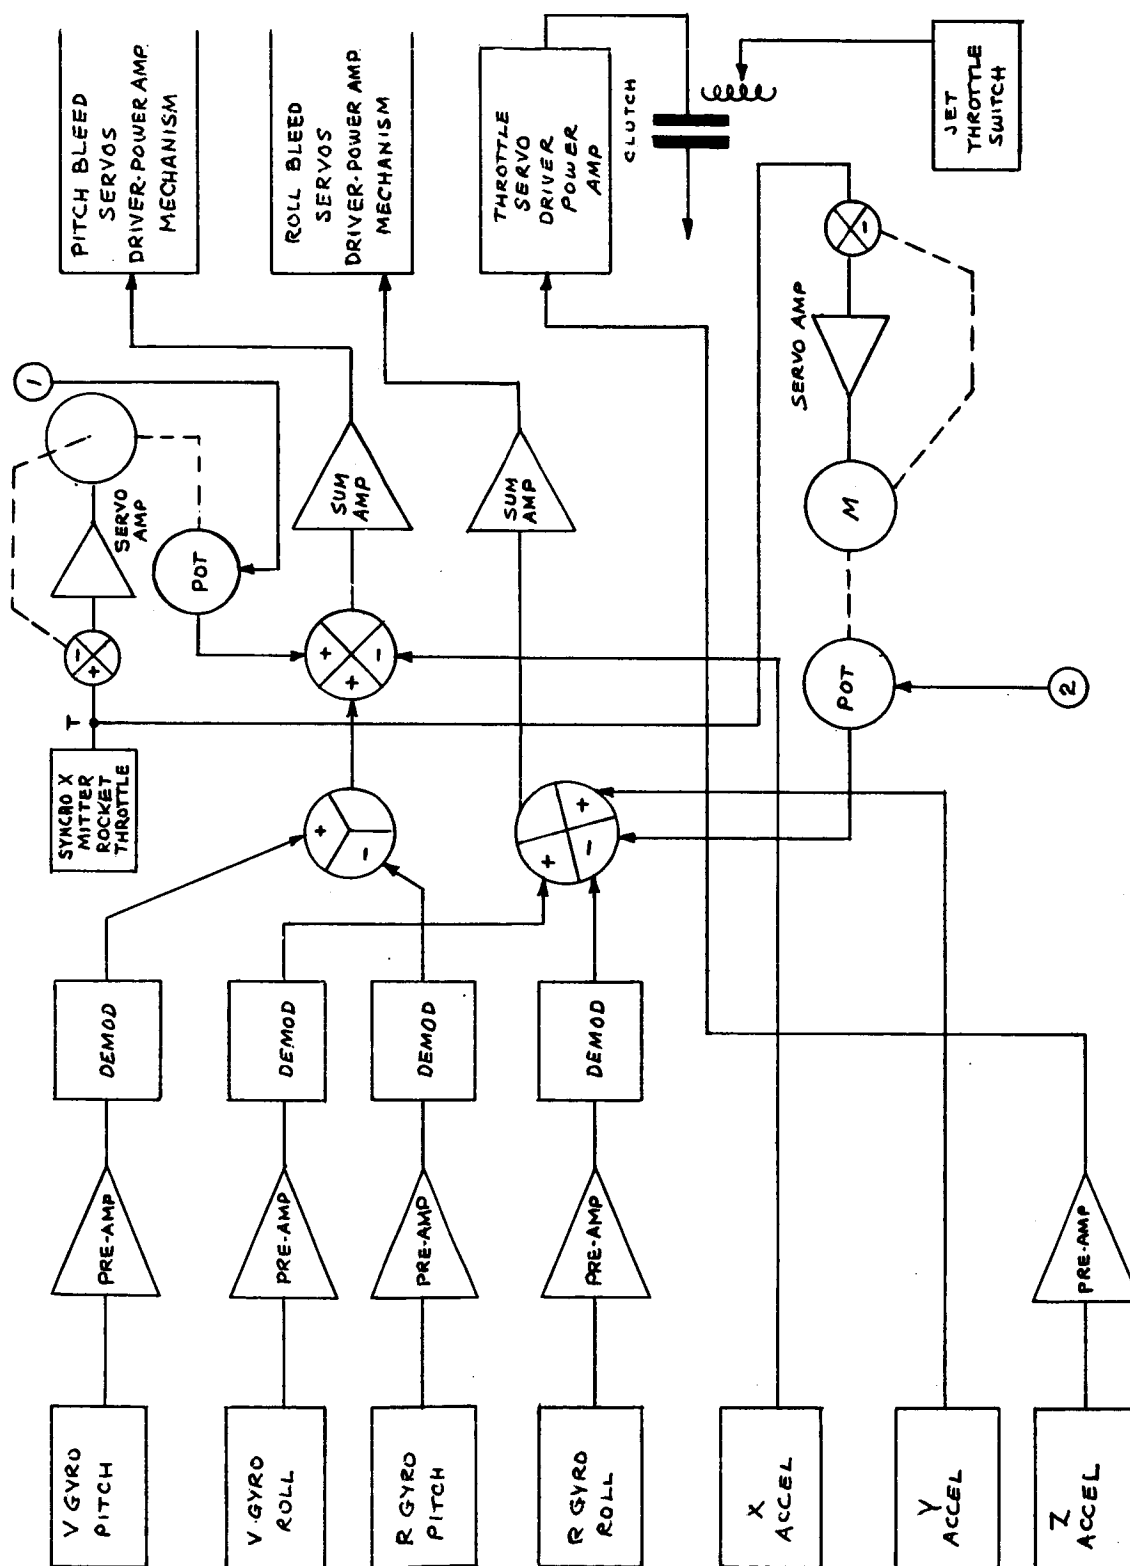 PITCH BLEED
SERVOS
DRIVER-POWER AMP
MECHANISM
ROLL BLEED
SERVOS
DRIVER-POWER AMP
MECHANISM
THROTTLE
SERVO
DRIVER
POWER
AMP
CLUTCH
JET
THROTTLE
SWITCH
1
SERVO
AMP
POT
SUM
AMP
SUM
AMP
SERVO AMP
M
POT
2
-
+
-
+
+
-
T
SYNCRO X
MITTER
ROCKET
THROTTLE
+
-
+
-
+
DEMOD
DEMOD
DEMOD
DEMOD
PRE-AMP
PRE-AMP
PRE-AMP
PRE-AMP
PRE-AMP
V GYRO
PITCH
V-GYRO
ROLL
R GYRO
PITCH
R GYRO
ROLL
X
ACCEL
Y
ACCEL
Z
ACCEL